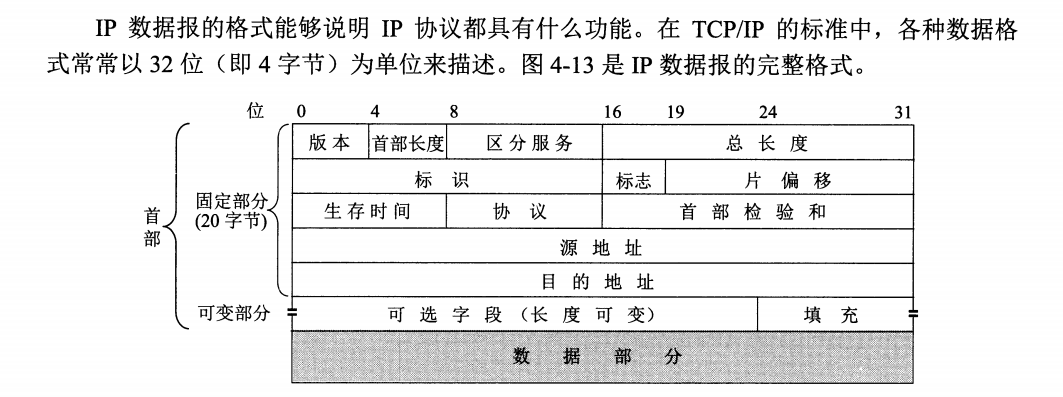 IP 数据报的格式能够说明 IP 协议都具有什么功能。在 TCP/IP 的标准中，各种数据格
式常常以 32 位（即 4 字节）为单位来描述。图 4-13 是 IP 数据报的完整格式。
位 0 4 8 16 19 24 31
版本 首部长度 区分服务 总长度
标识 标志 片偏移
固定部分
(20 字节)
首部
生存时间 协议 首部检验和
源地址
目的地址
可变部分 可选字段（长度可变） 填充
数据部分